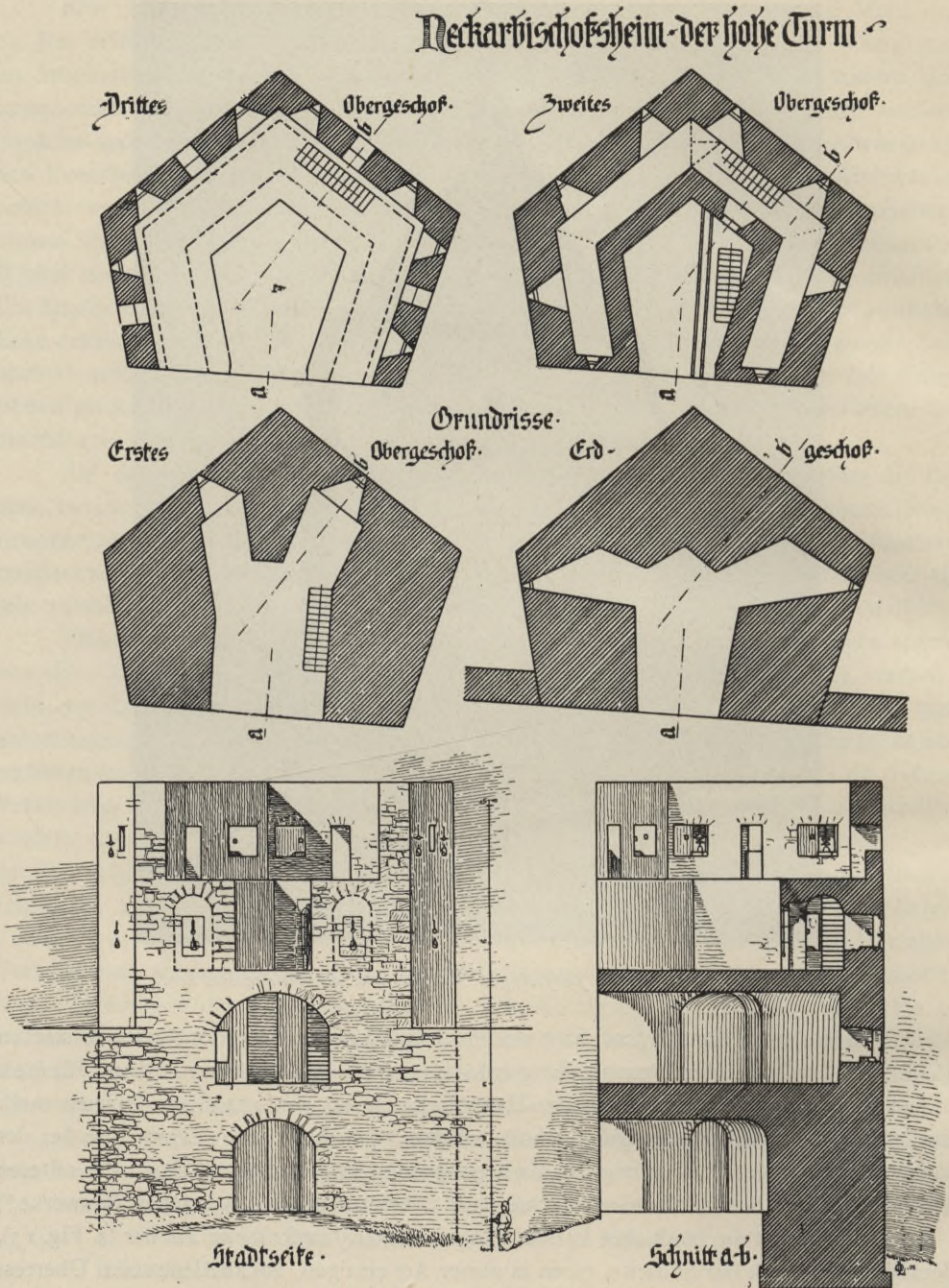 Neckarbischofsheim - der hohe Turm ·
Drittes Obergeschoß ·
Zweites Obergeschoß ·
b
b
a
a
Grundrisse ·
Erstes Obergeschoß ·
Erd- geschoß ·
b
b
a
a
Stadtseite ·
Schnitt a-b ·